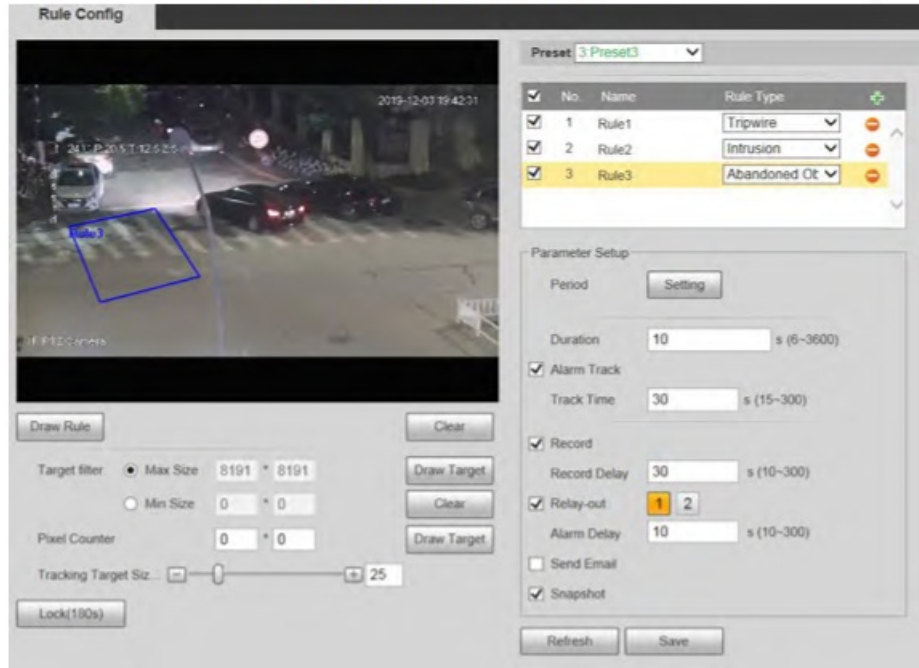 Rule Config
Preset 3:Preset3
No. Name Rule Type
1 Rule1 Tripwire
2 Rule2 Intrusion
3 Rule3 Abandoned Ob
2019-12-03 19:42:31
Rule3
IP PTZ Camera
Parameter Setup
Period Setting
Duration 10 s (6~3600)
Alarm Track
Track Time 30 s (15~300)
Record
Record Delay 30 s (10~300)
Relay-out 1 2
Alarm Delay 10 s (10~300)
Send Email
Snapshot
Refresh Save
Draw Rule Clear
Target filter Max Size 8191 * 8191 Draw Target
Min Size 0 * 0 Clear
Pixel Counter 0 * 0 Draw Target
Tracking Target Siz... 25
Lock(180s)